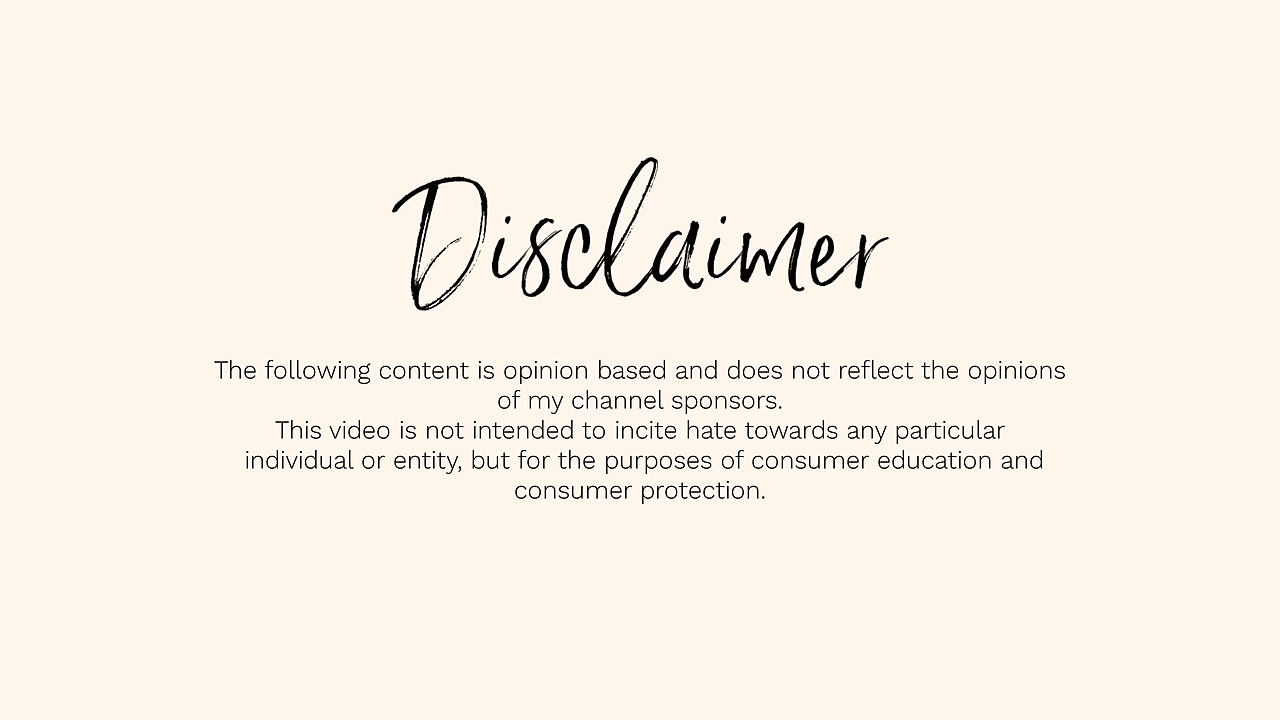 Disclaimer
The following content is opinion based and does not reflect the opinions
of my channel sponsors.
This video is not intended to incite hate towards any particular
individual or entity, but for the purposes of consumer education and
consumer protection.